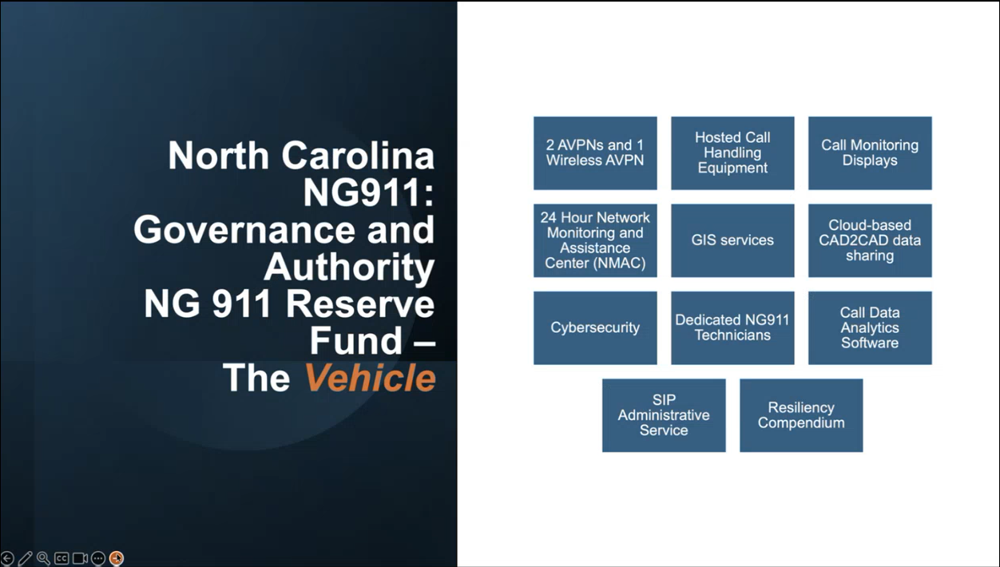 North Carolina
NG911:
Governance and
Authority
NG 911 Reserve
Fund –
The Vehicle
2 AVPNs and 1
Wireless AVPN
Hosted Call
Handling
Equipment
Call Monitoring
Displays
24 Hour Network
Monitoring and
Assistance
Center (NMAC)
GIS services
Cloud-based
CAD2CAD data
sharing
Cybersecurity
Dedicated NG911
Technicians
Call Data
Analytics
Software
SIP
Administrative
Service
Resiliency
Compendium
CC